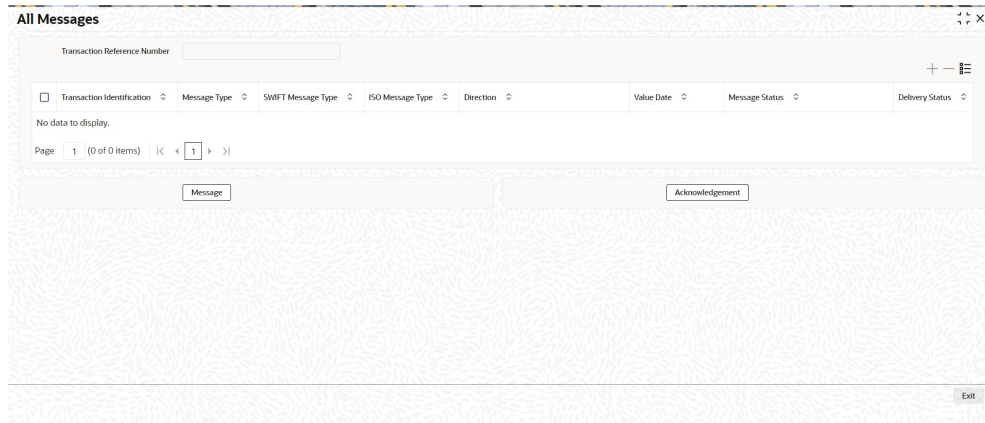 All Messages
Transaction Reference Number
Transaction Identification Message Type SWIFT Message Type ISO Message Type Direction Value Date Message Status Delivery Status
No data to display.
Page 1 (0 of 0 items) 1
Message Acknowledgement
Exit